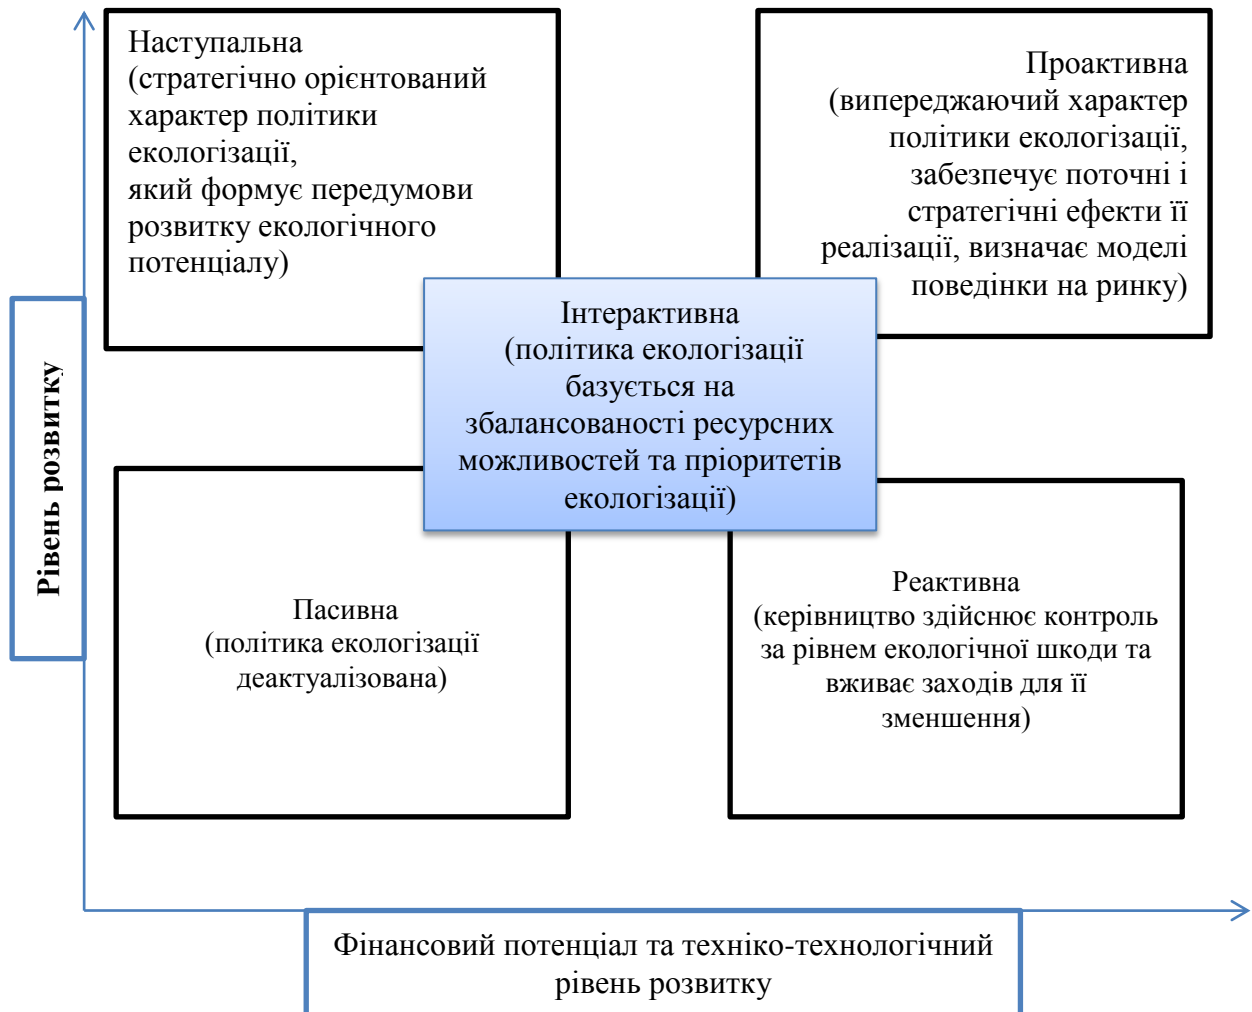 Наступальна
(стратегічно орієнтований
характер політики
екологізації,
який формує передумови
розвитку екологічного
потенціалу)
Проактивна
(випереджаючий характер
політики екологізації,
забезпечує поточні і
стратегічні ефекти її
реалізації, визначає моделі
поведінки на ринку)
Інтерактивна
(політика екологізації
базується на
збалансованості ресурсних
можливостей та пріоритетів
екологізації)
Рівень розвитку
Пасивна
(політика екологізації
деактуалізована)
Реактивна
(керівництво здійснює контроль
за рівнем екологічної шкоди та
вживає заходів для її
зменшення)
Фінансовий потенціал та техніко-технологічний
рівень розвитку